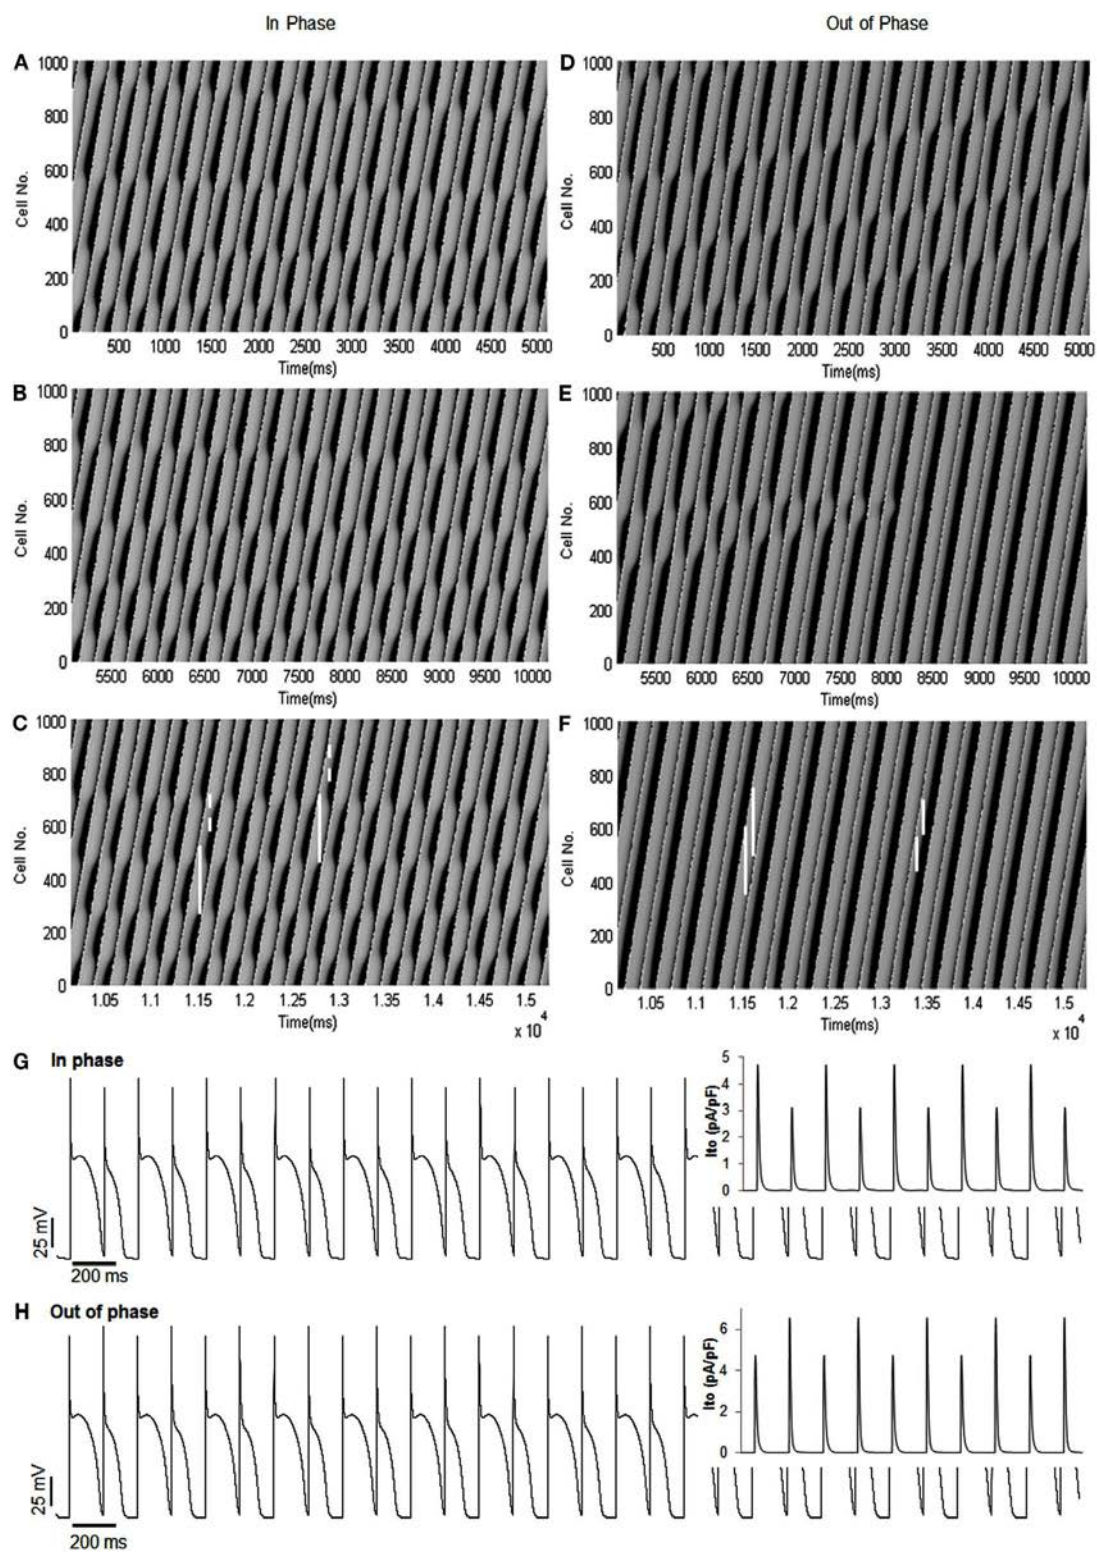 In Phase
Out of Phase
A
1000
800
600
400
200
0
Cell No.
500 1000 1500 2000 2500 3000 3500 4000 4500 5000
Time(ms)
D
1000
800
600
400
200
0
Cell No.
500 1000 1500 2000 2500 3000 3500 4000 4500 5000
Time(ms)
B
1000
800
600
400
200
0
Cell No.
5500 6000 6500 7000 7500 8000 8500 9000 9500 10000
Time(ms)
E
1000
800
600
400
200
0
Cell No.
5500 6000 6500 7000 7500 8000 8500 9000 9500 10000
Time(ms)
C
1000
800
600
400
200
0
Cell No.
1.05 1.1 1.15 1.2 1.25 1.3 1.35 1.4 1.45 1.5
Time(ms)
x 10 4
F
1000
800
600
400
200
0
Cell No.
1.05 1.1 1.15 1.2 1.25 1.3 1.35 1.4 1.45 1.5
Time(ms)
x 10 4
G In phase
25 mV
200 ms
5
4
3
2
1
0
Ito (pA/pF)
H Out of phase
25 mV
200 ms
6
4
2
0
Ito (pA/pF)